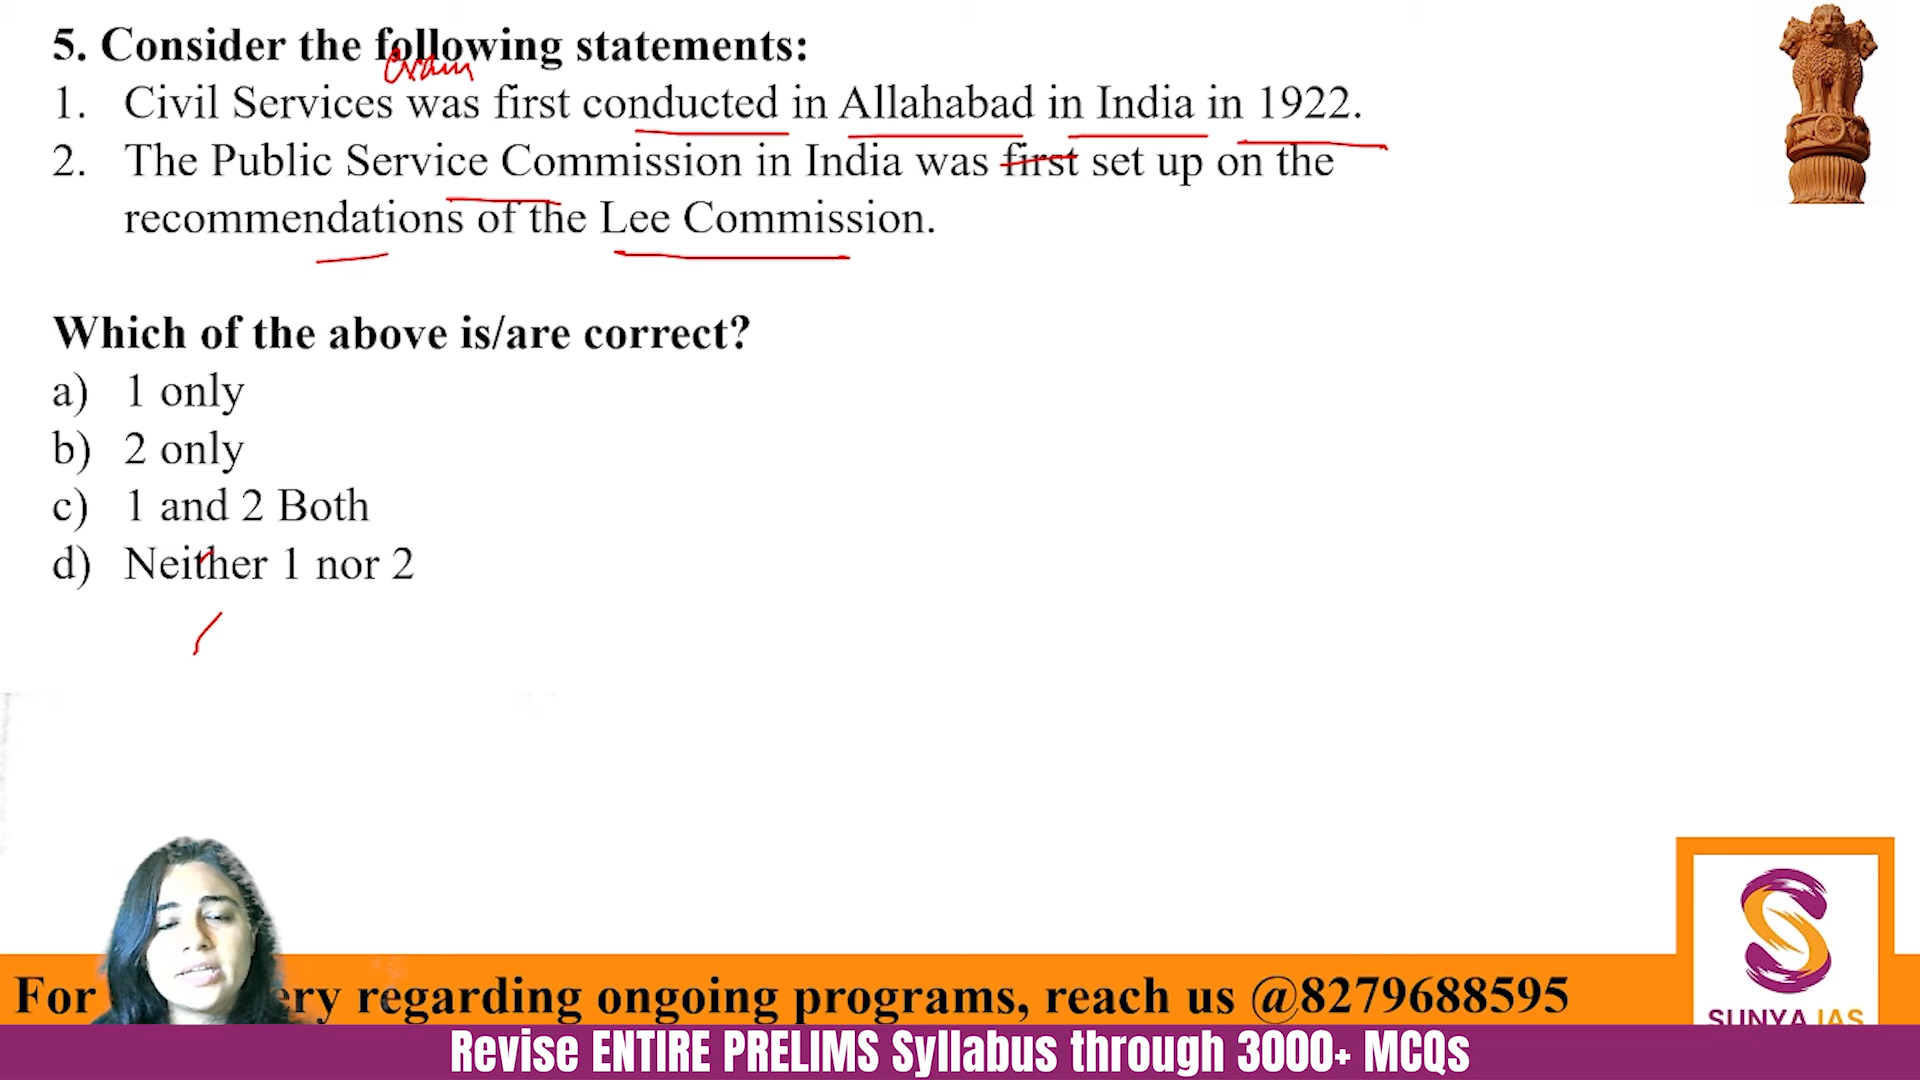 5. Consider the following statements:
exam
1. Civil Services was first conducted in Allahabad in India in 1922.
2. The Public Service Commission in India was first set up on the
recommendations of the Lee Commission.
Which of the above is/are correct?
a) 1 only
b) 2 only
c) 1 and 2 Both
d) Neither 1 nor 2
For ery regarding ongoing programs, reach us @8279688595
SUNYA IAS
Revise ENTIRE PRELIMS Syllabus through 3000+ MCQs